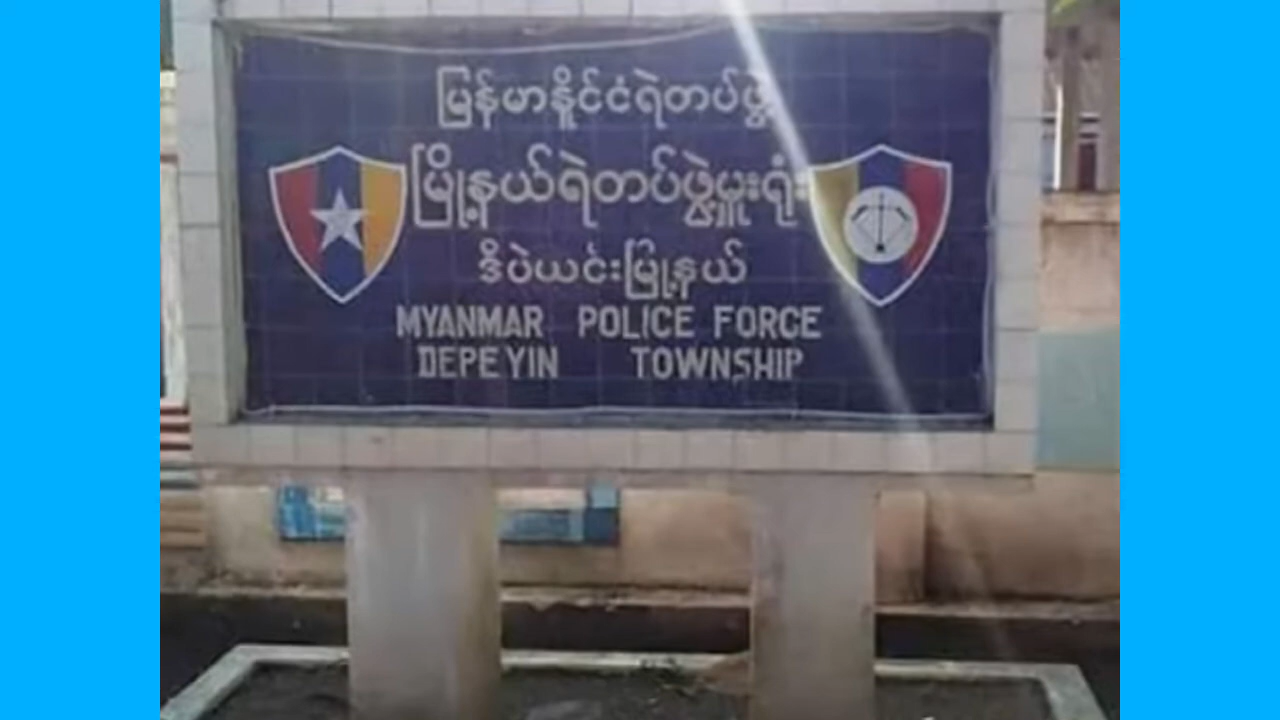 မြန်မာနိုင်ငံရဲတပ်ဖွဲ့
မြို့နယ်ရဲတပ်ဖွဲ့မှူးရုံး
ဒီပဲယင်းမြို့နယ်
MYANMAR POLICE FORCE
DEPEYIN TOWNSHIP